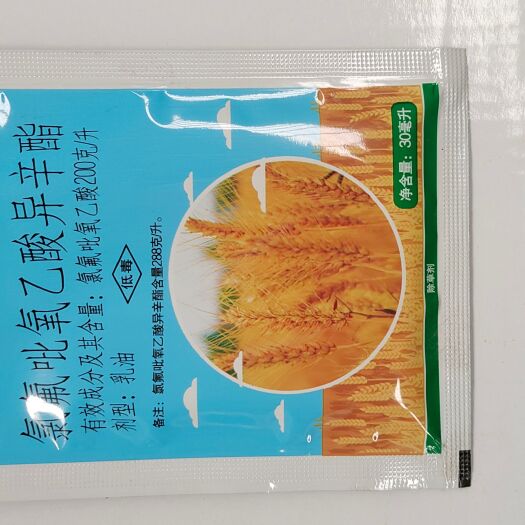 氯氟吡氧乙酸异辛酯
有效成分及其含量：氯氟吡氧乙酸200克/升
剂型：乳油
低毒
备注：氯氟吡氧乙酸异辛酯含量288克/升。
净含量：30毫升
除草剂